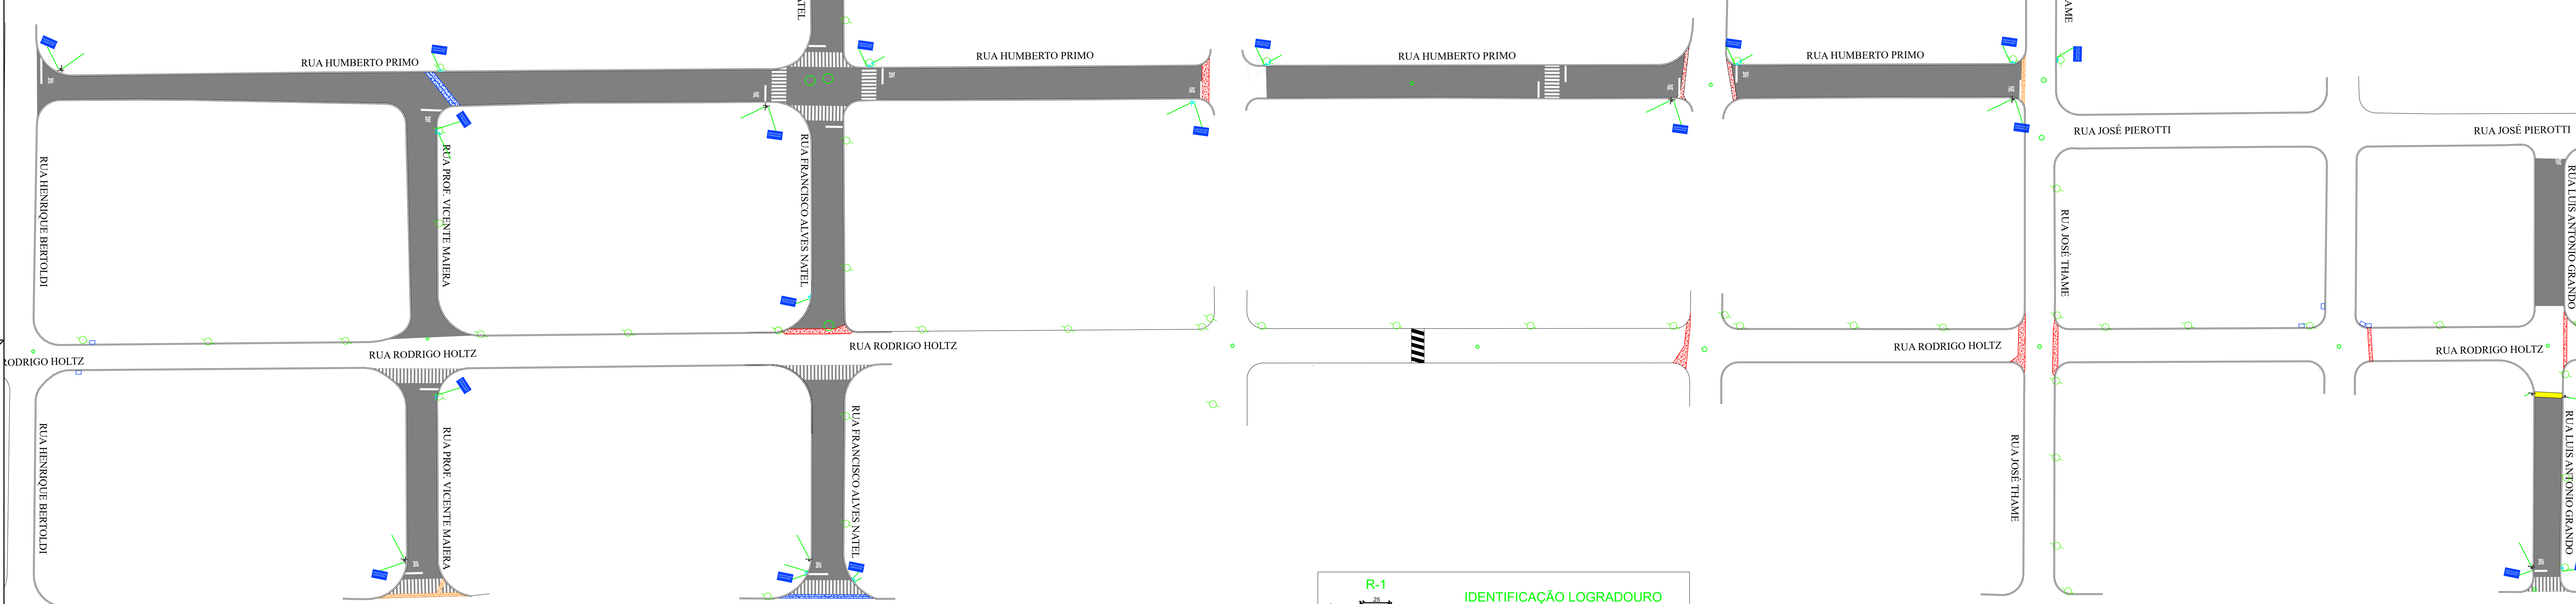 NATEL
THAME
RUA HUMBERTO PRIMO
RUA HUMBERTO PRIMO
RUA HUMBERTO PRIMO
RUA HUMBERTO PRIMO
RUA JOSÉ PIEROTTI
RUA JOSÉ PIEROTTI
RUA HENRIQUE BERTOLDI
RUA PROF. VICENTE MAIERA
RUA FRANCISCO ALVES NATEL
RUA JOSÉ THAME
RUA LUIS ANTONIO GRANDO
RODRIGO HOLTZ
RUA RODRIGO HOLTZ
RUA RODRIGO HOLTZ
RUA RODRIGO HOLTZ
RUA RODRIGO HOLTZ
RUA HENRIQUE BERTOLDI
RUA PROF. VICENTE MAIERA
RUA FRANCISCO ALVES NATEL
RUA JOSÉ THAME
RUA LUIS ANTONIO GRANDO
R-1
25
IDENTIFICAÇÃO LOGRADOURO